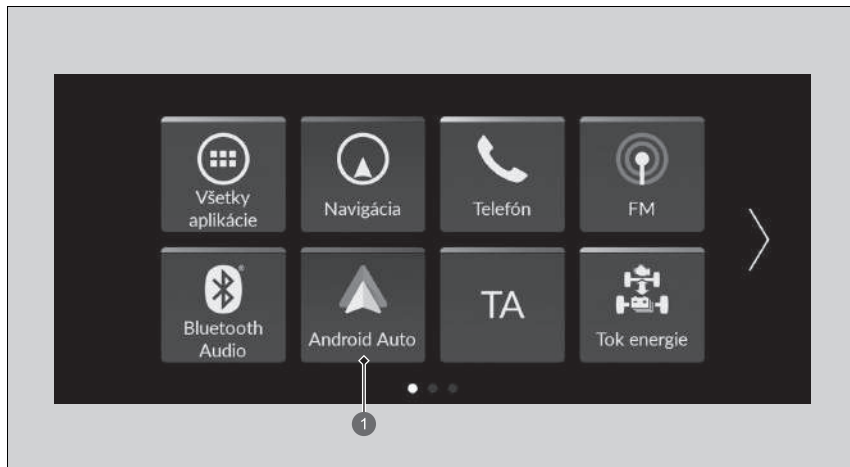 Všetky
aplikácie
Navigácia
Telefón
FM
Bluetooth
Audio
Android Auto
TA
Tok energie
1